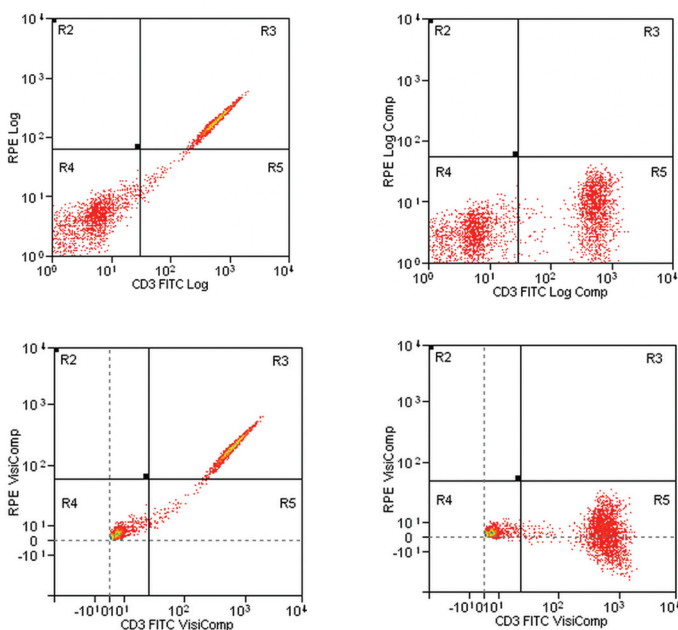 R2 R3
10⁴
10³
10²
10¹
10⁰
RPE Log
R4 R5
10⁰ 10¹ 10² 10³ 10⁴
CD3 FITC Log
R2 R3
10⁴
10³
10²
10¹
10⁰
RPE Log Comp
R4 R5
10⁰ 10¹ 10² 10³ 10⁴
CD3 FITC Log Comp
R2 R3
10⁴
10³
10²
10¹
0
-10¹
RPE VisiComp
R4 R5
-10¹010¹ 10² 10³ 10⁴
CD3 FITC VisiComp
R2 R3
10⁴
10³
10²
10¹
0
-10¹
RPE VisiComp
R4 R5
-10¹010¹ 10² 10³ 10⁴
CD3 FITC VisiComp